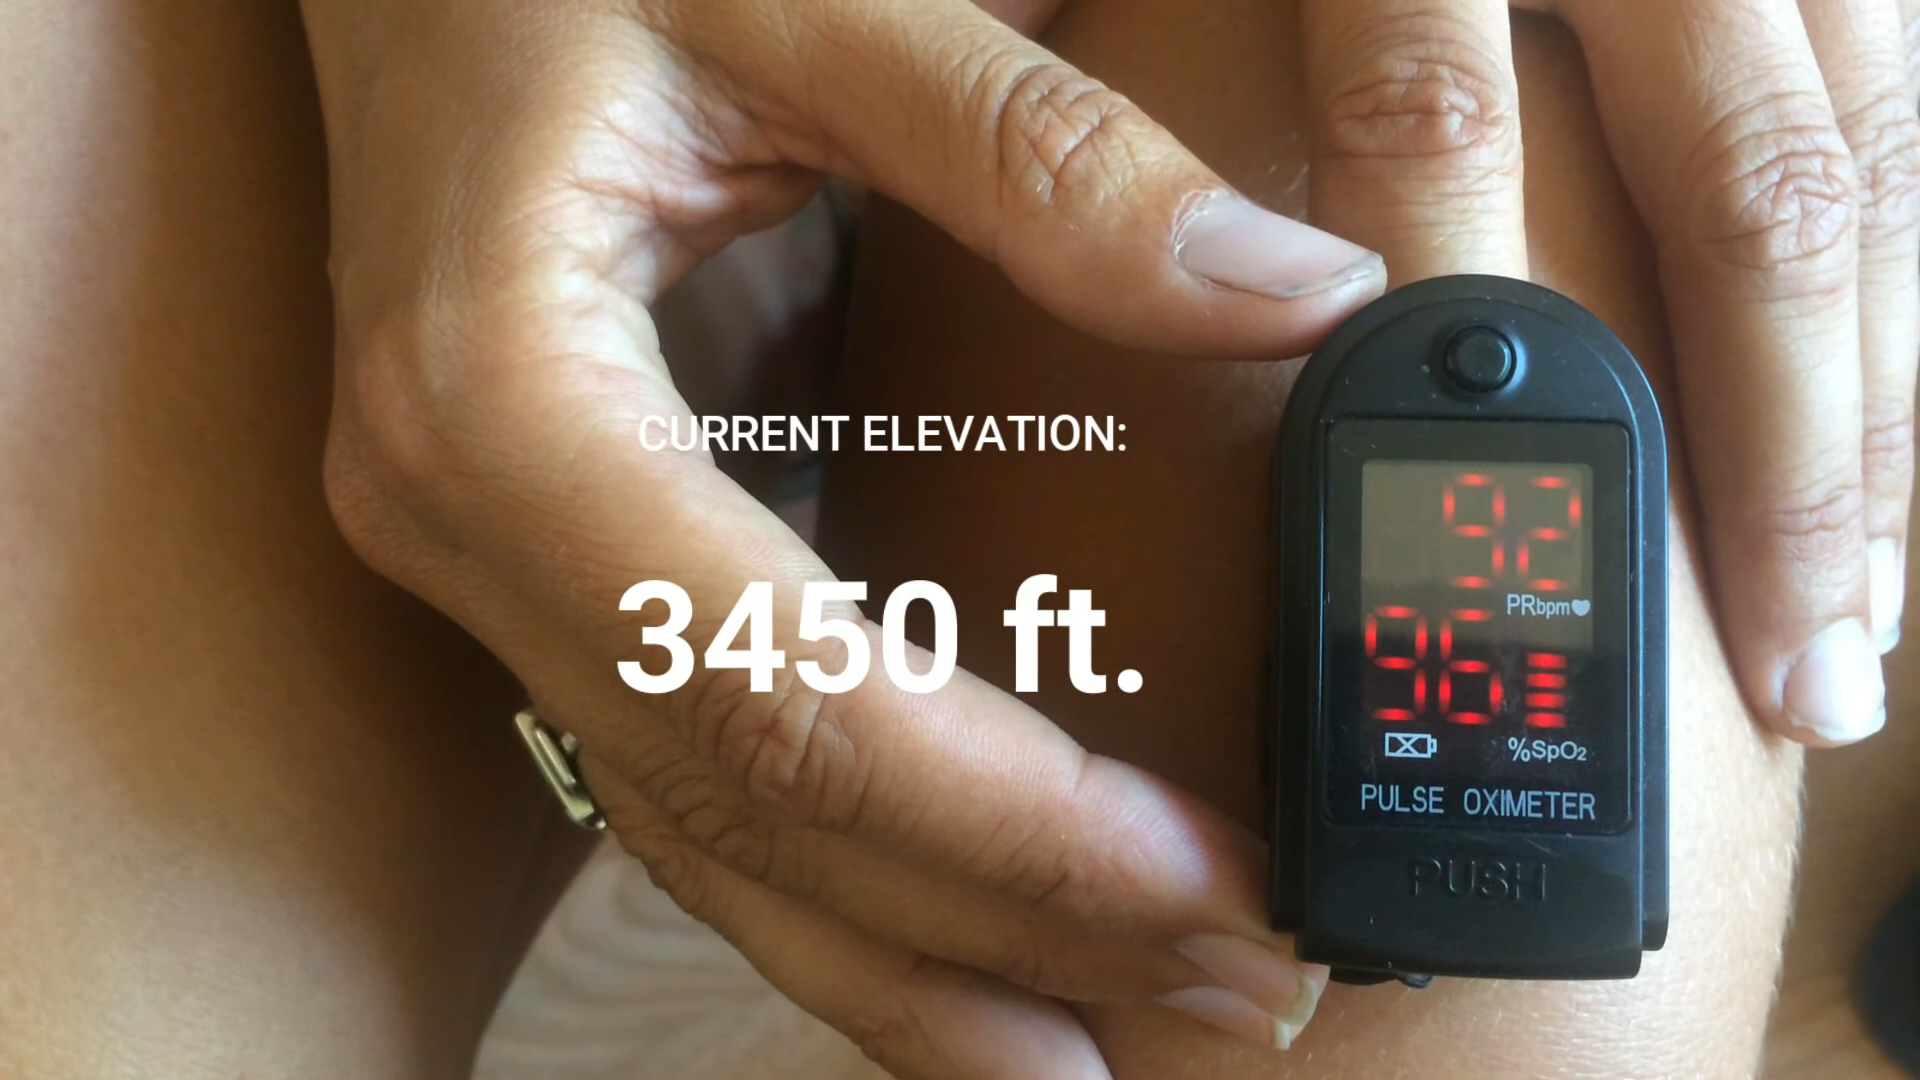 CURRENT ELEVATION:
3450 ft.
92
PRbpm
96
%SpO2
PULSE OXIMETER
PUSH